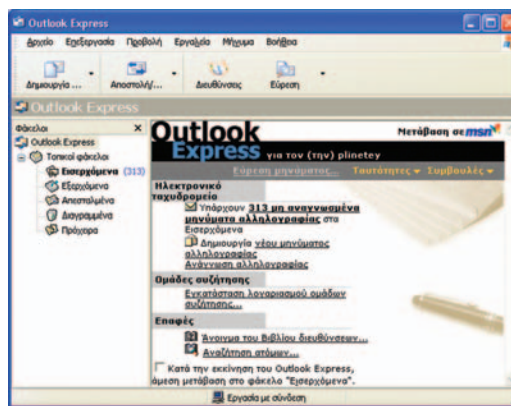 Outlook Express
Αρχείο Επεξεργασία Προβολή Εργαλεία Μήνυμα Βοήθεια
Δημιουργία ... Αποστολή/... Διευθύνσεις Εύρεση
Outlook Express
Φάκελοι
Outlook Express
Τοπικοί φάκελοι
Εισερχόμενα (313)
Εξερχόμενα
Απεσταλμένα
Διαγραμμένα
Πρόχειρα
Outlook Μετάβαση σε msn
Express για τον (την) plinetey
Εύρεση μηνύματος... Ταυτότητες Συμβουλές
Ηλεκτρονικό
ταχυδρομείο
Υπάρχουν 313 μη αναγνωσμένα
μηνύματα αλληλογραφίας στα
Εισερχόμενα
Δημιουργία νέου μηνύματος
αλληλογραφίας
Ανάγνωση αλληλογραφίας
Ομάδες συζήτησης
Εγκατάσταση λογαριασμού ομάδων
συζήτησης...
Επαφές
Άνοιγμα του Βιβλίου διευθύνσεων...
Αναζήτηση ατόμων...
Κατά την εκκίνηση του Outlook Express,
άμεση μετάβαση στο φάκελο "Εισερχόμενα".
Εργασία με σύνδεση